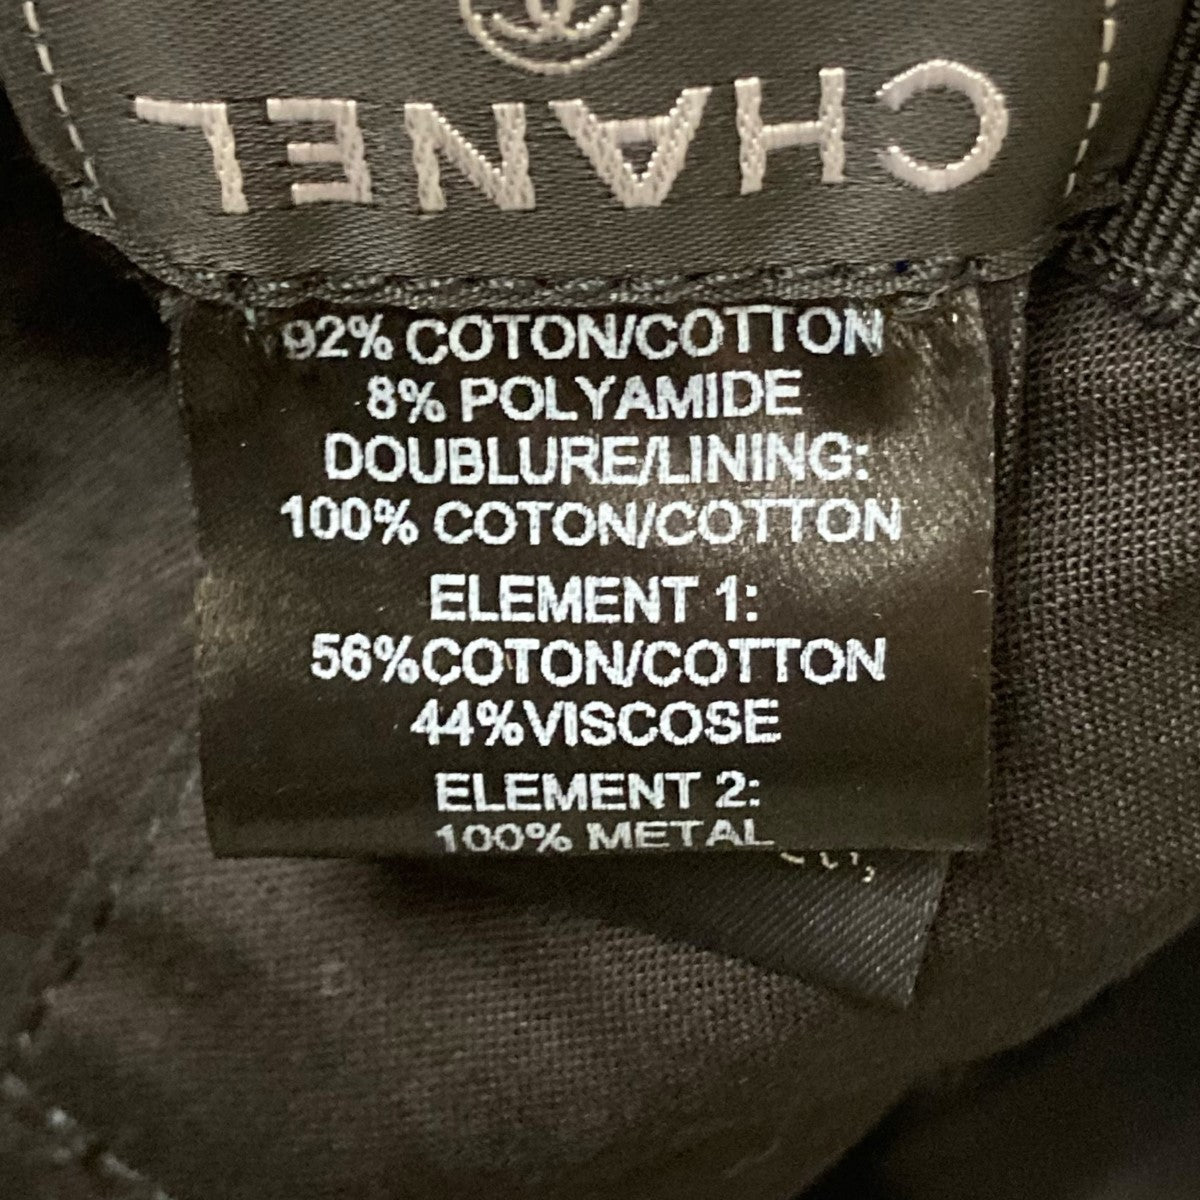 CHANEL
92% COTON/COTTON
8% POLYAMIDE
DOUBLURE/LINING:
100% COTON/COTTON
ELEMENT 1:
56%COTON/COTTON
44%VISCOSE
ELEMENT 2:
100% METAL